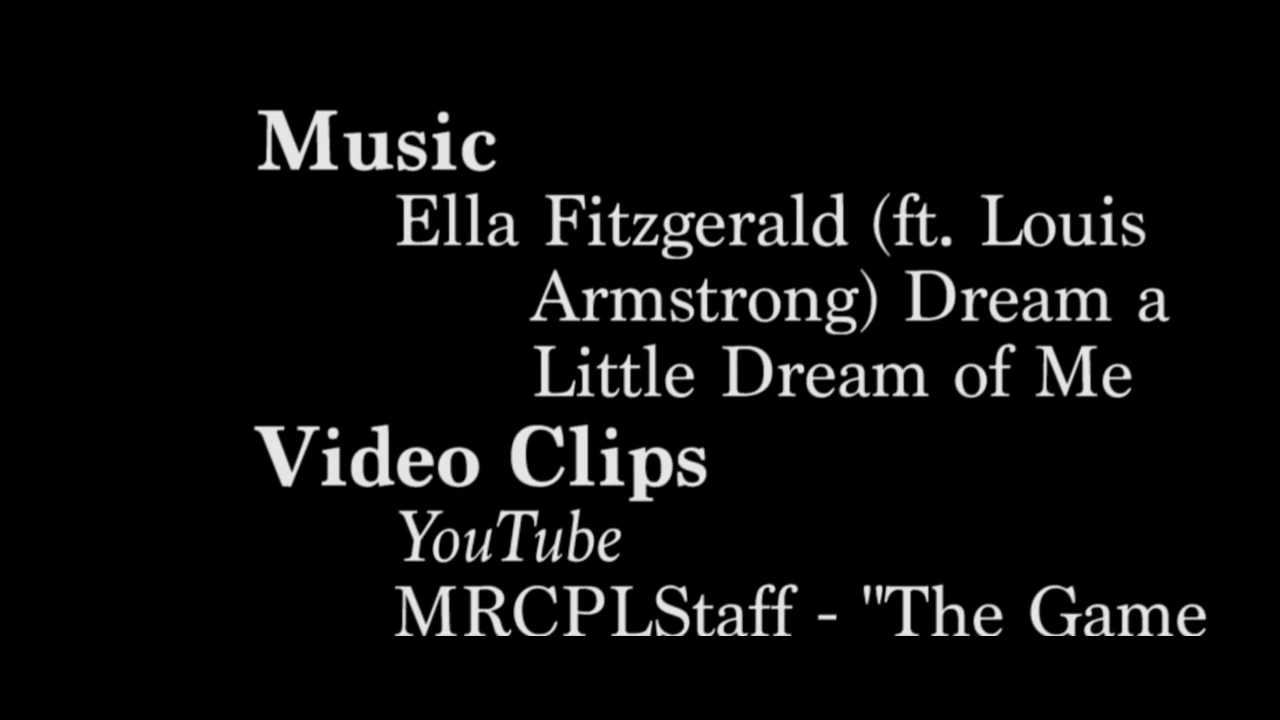 Music
Ella Fitzgerald (ft. Louis
Armstrong) Dream a
Little Dream of Me
Video Clips
YouTube
MRCPLStaff - "The Game